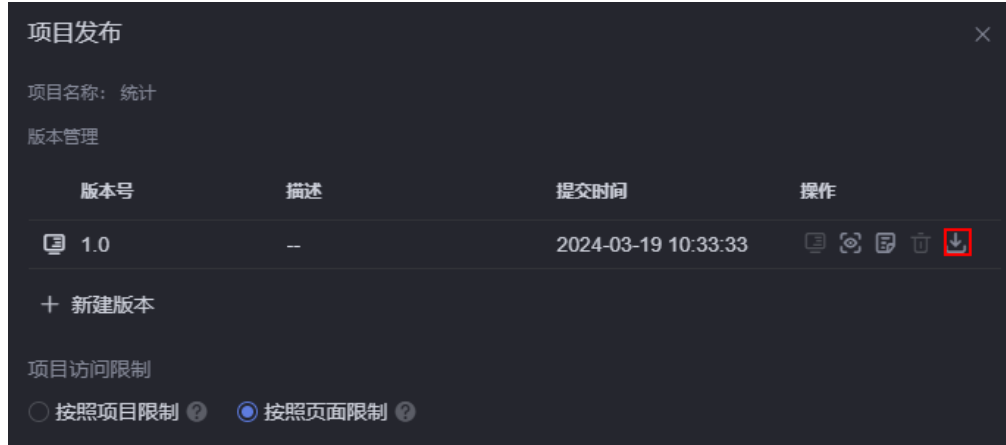 项目发布
项目名称: 统计
版本管理
版本号 描述 提交时间 操作
1.0 -- 2024-03-19 10:33:33
新建版本
项目访问限制
按照项目限制 按照页面限制